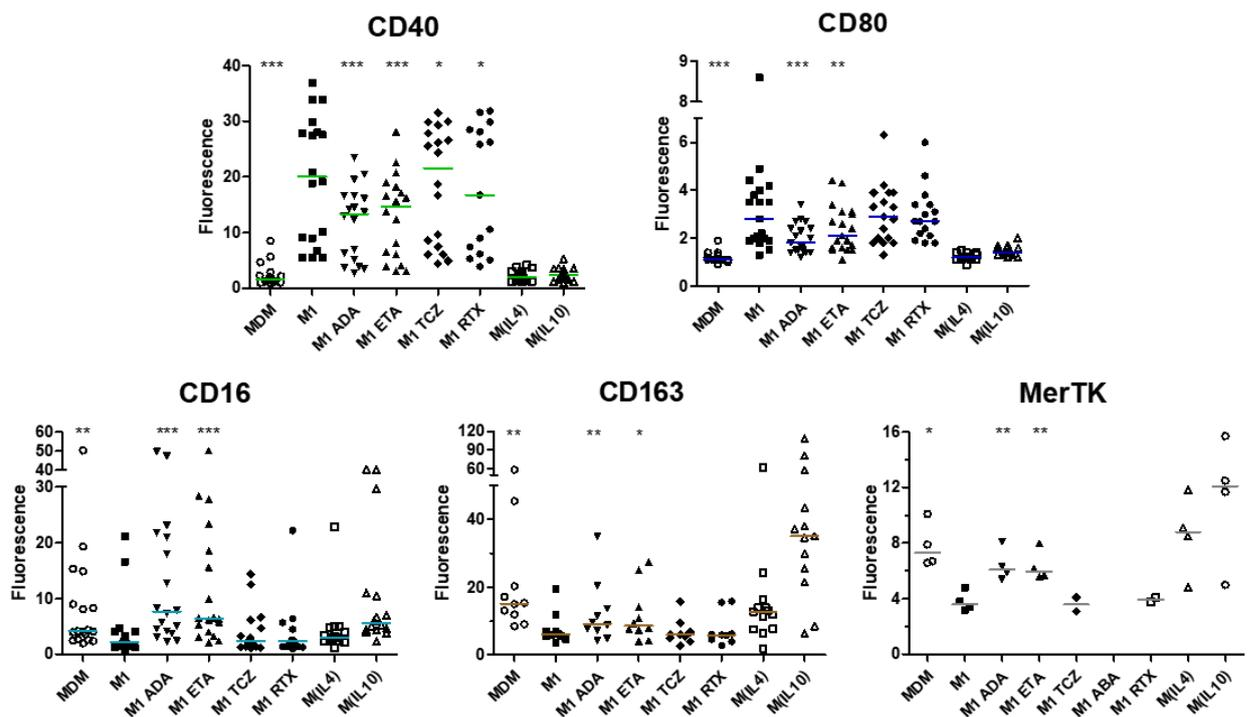 CD40
*** *** *** * *
Fluorescence
40
30
20
10
0
MDM M1 M1 ADA M1 ETA M1 TCZ M1 RTX M(IL4) M(IL10)
CD80
*** *** **
Fluorescence
9
8
6
4
2
0
MDM M1 M1 ADA M1 ETA M1 TCZ M1 RTX M(IL4) M(IL10)
CD16
** *** ***
Fluorescence
60
50
40
30
20
10
0
MDM M1 M1 ADA M1 ETA M1 TCZ M1 RTX M(IL4) M(IL10)
CD163
** ** *
Fluorescence
120
90
60
40
20
0
MDM M1 M1 ADA M1 ETA M1 TCZ M1 RTX M(IL4) M(IL10)
MerTK
* ** **
Fluorescence
16
12
8
4
0
MDM M1 M1 ADA M1 ETA M1 TCZ M1 ABA M1 RTX M(IL4) M(IL10)